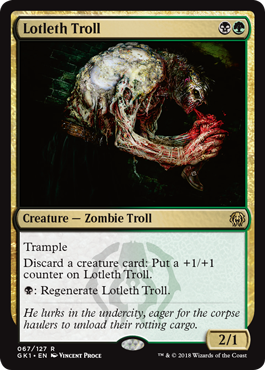 Lotleth Troll
Creature — Zombie Troll
Trample
Discard a creature card: Put a +1/+1
counter on Lotleth Troll.
: Regenerate Lotleth Troll.
He lurks in the undercity, eager for the corpse
haulers to unload their rotting cargo.
2/1
067/127 R
GK1 • EN Vincent Proce
™ & © 2018 Wizards of the Coast